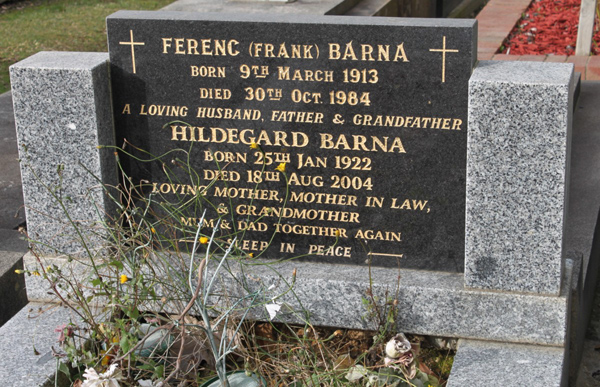 FERENC (FRANK) BARNA
BORN 9TH MARCH 1913
DIED 30TH OCT. 1984
A LOVING HUSBAND, FATHER & GRANDFATHER
HILDEGARD BARNA
BORN 25TH JAN 1922
DIED 18TH AUG 2004
LOVING MOTHER, MOTHER IN LAW,
& GRANDMOTHER
MUM & DAD TOGETHER AGAIN
SLEEP IN PEACE